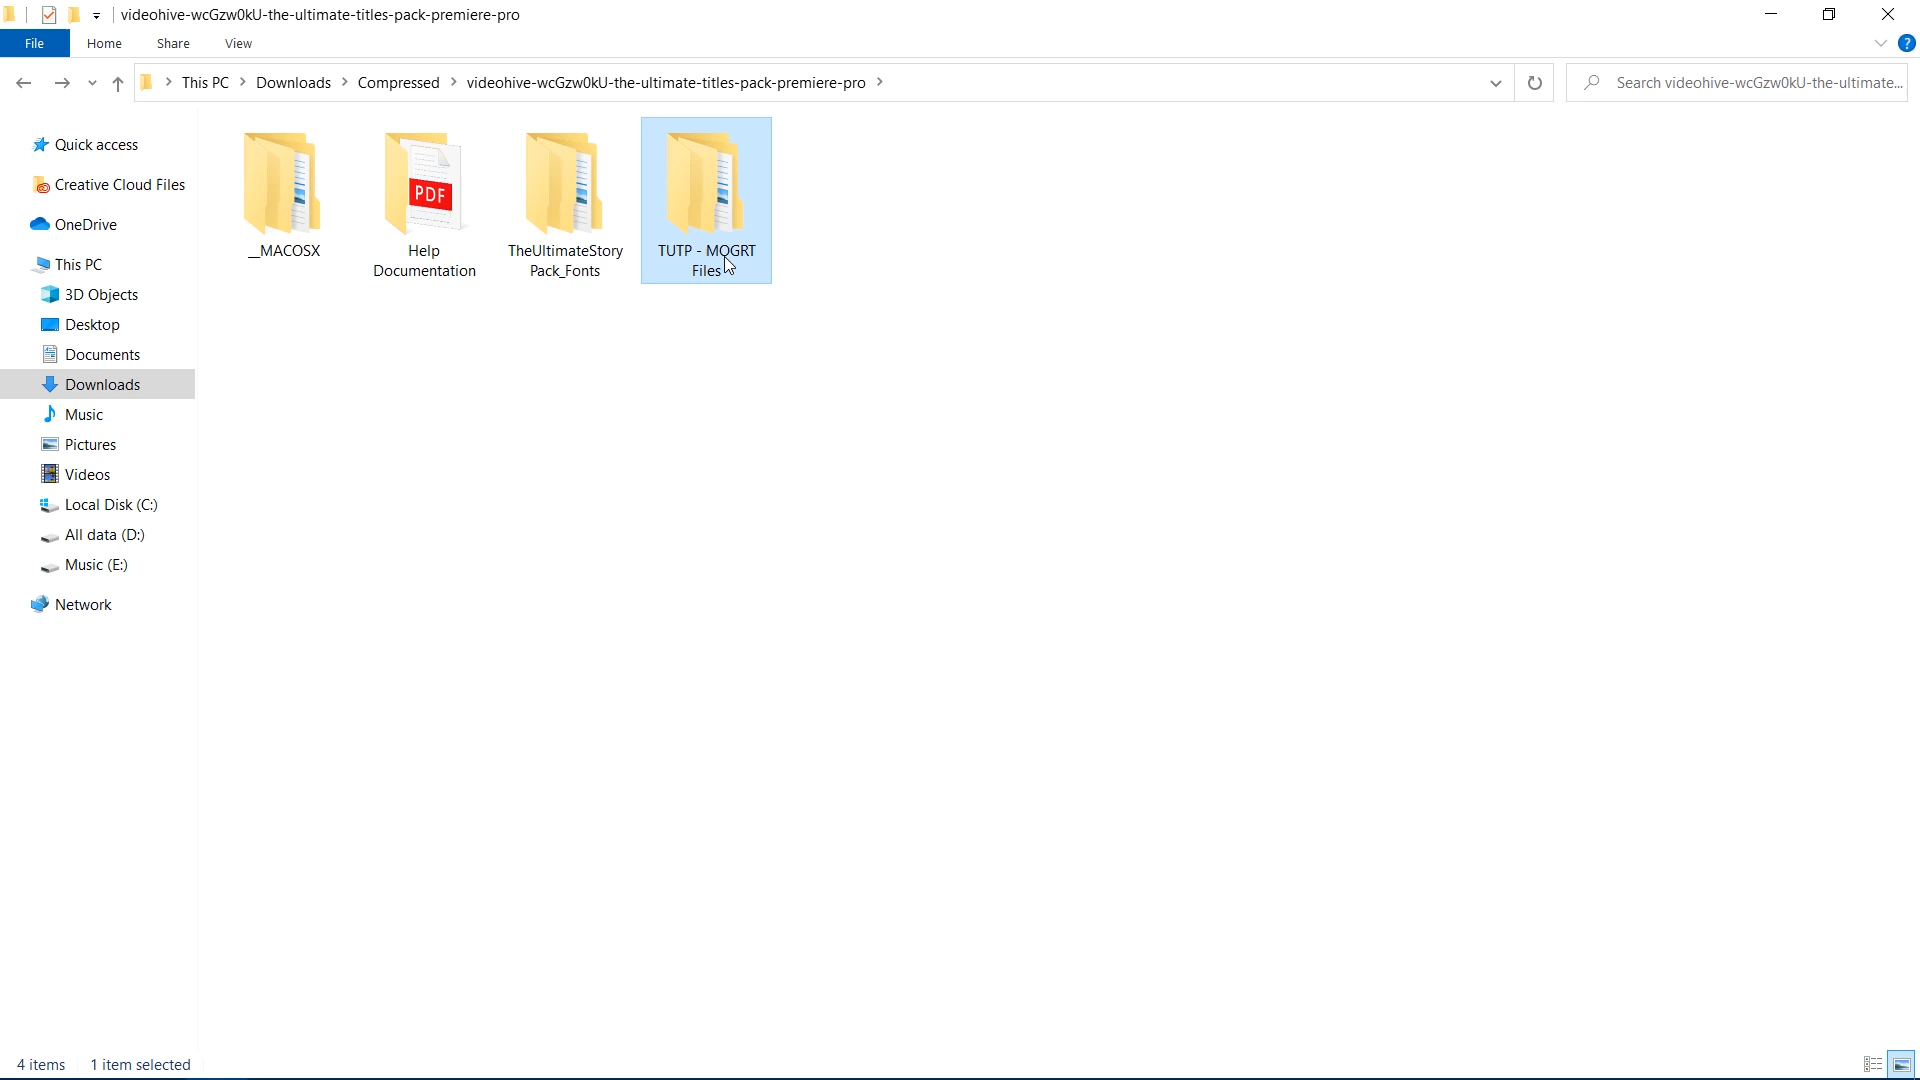 videohive-wcGzw0kU-the-ultimate-titles-pack-premiere-pro
File Home Share View
This PC Downloads Compressed videohive-wcGzw0kU-the-ultimate-titles-pack-premiere-pro
Search videohive-wcGzw0kU-the-ultimate...
Quick access
Creative Cloud Files
OneDrive
This PC
3D Objects
Desktop
Documents
Downloads
Music
Pictures
Videos
Local Disk (C:)
All data (D:)
Music (E:)
Network
__MACOSX
PDF
Help
Documentation
TheUltimateStory
Pack_Fonts
TUTP - MOGRT
Files
4 items 1 item selected